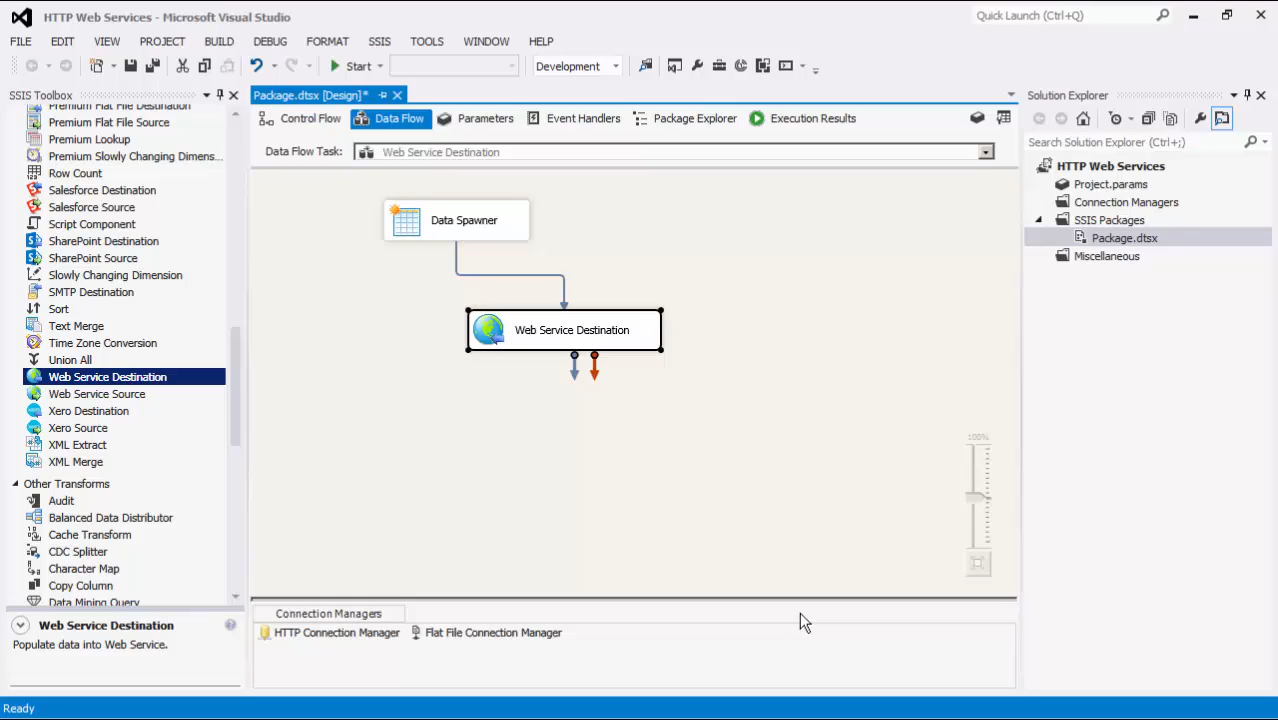 HTTP Web Services - Microsoft Visual Studio
Quick Launch (Ctrl+Q)
FILE EDIT VIEW PROJECT BUILD DEBUG FORMAT SSIS TOOLS WINDOW HELP
Start Development
SSIS Toolbox
Premium Flat File Destination
Premium Flat File Source
Premium Lookup
Premium Slowly Changing Dimens...
Row Count
Salesforce Destination
Salesforce Source
Script Component
SharePoint Destination
SharePoint Source
Slowly Changing Dimension
SMTP Destination
Sort
Text Merge
Time Zone Conversion
Union All
Web Service Destination
Web Service Source
Xero Destination
Xero Source
XML Extract
XML Merge
Other Transforms
Audit
Balanced Data Distributor
Cache Transform
CDC Splitter
Character Map
Copy Column
Data Mining Query
Web Service Destination
Populate data into Web Service.
Package.dtsx [Design]*
Control Flow Data Flow Parameters Event Handlers Package Explorer Execution Results
Data Flow Task: Web Service Destination
Data Spawner
Web Service Destination
100%
Connection Managers
HTTP Connection Manager Flat File Connection Manager
Solution Explorer
Search Solution Explorer (Ctrl+;)
HTTP Web Services
Project.params
Connection Managers
SSIS Packages
Package.dtsx
Miscellaneous
Ready